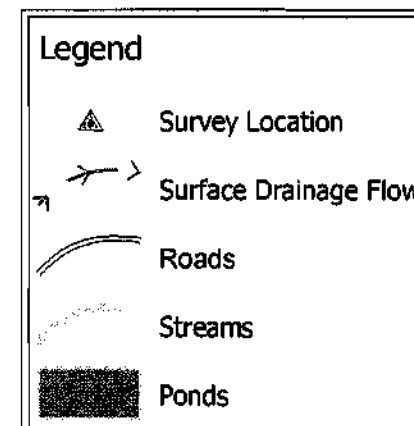 Legend
Survey Location
Surface Drainage Flow
Roads
Streams
Ponds